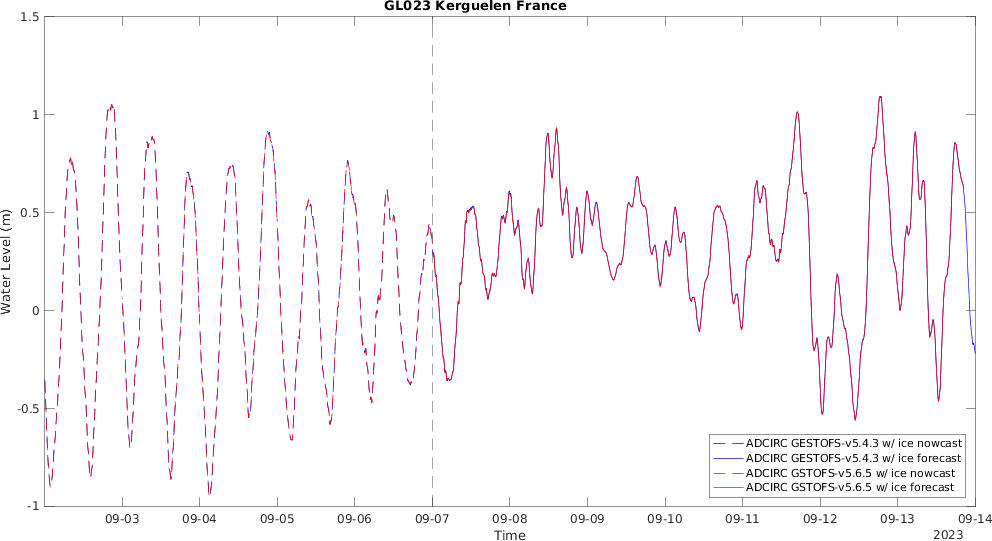 GL023 Kerguelen France
1.5
1
0.5
0
-0.5
-1
Water Level (m)
09-03 09-04 09-05 09-06 09-07 09-08 09-09 09-10 09-11 09-12 09-13 09-14
Time
2023
ADCIRC GESTOFS-v5.4.3 w/ ice nowcast
ADCIRC GESTOFS-v5.4.3 w/ ice forecast
ADCIRC GSTOFS-v5.6.5 w/ ice nowcast
ADCIRC GSTOFS-v5.6.5 w/ ice forecast